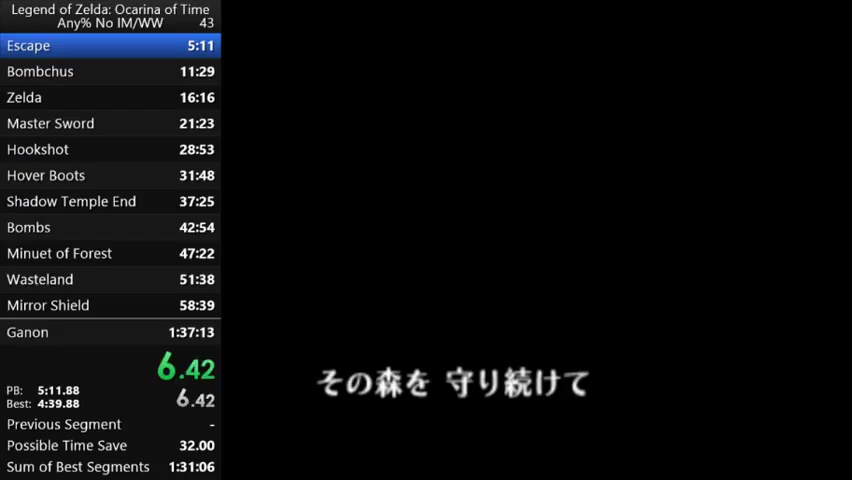 Legend of Zelda: Ocarina of Time
Any% No IM/WW 43
Escape 5:11
Bombchus 11:29
Zelda 16:16
Master Sword 21:23
Hookshot 28:53
Hover Boots 31:48
Shadow Temple End 37:25
Bombs 42:54
Minuet of Forest 47:22
Wasteland 51:38
Mirror Shield 58:39
Ganon 1:37:13
6.42
PB: 5:11.88
Best: 4:39.88 6.42
Previous Segment -
Possible Time Save 32.00
Sum of Best Segments 1:31:06
その森を 守り続けて